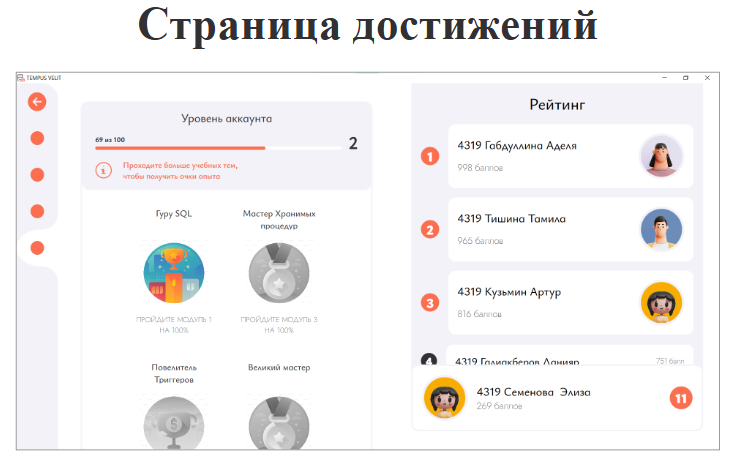 Страница достижений
TEMPUS VELIT
Уровень аккаунта
69 из 100
2
Проходите больше учебных тем,
чтобы получить очки опыта
Гуру SQL
Мастер Хранимых
процедур
ПРОЙДИТЕ МОДУЛЬ 1
НА 100%
ПРОЙДИТЕ МОДУЛЬ 3
НА 100%
Повелитель
Триггеров
Великий мастер
Рейтинг
1
4319 Габдуллина Аделя
998 баллов
2
4319 Тишина Тамила
965 баллов
3
4319 Кузьмин Артур
816 баллов
4
4319 Галиакберов Данияр
751 балл
4319 Семенова Элиза
269 баллов
11